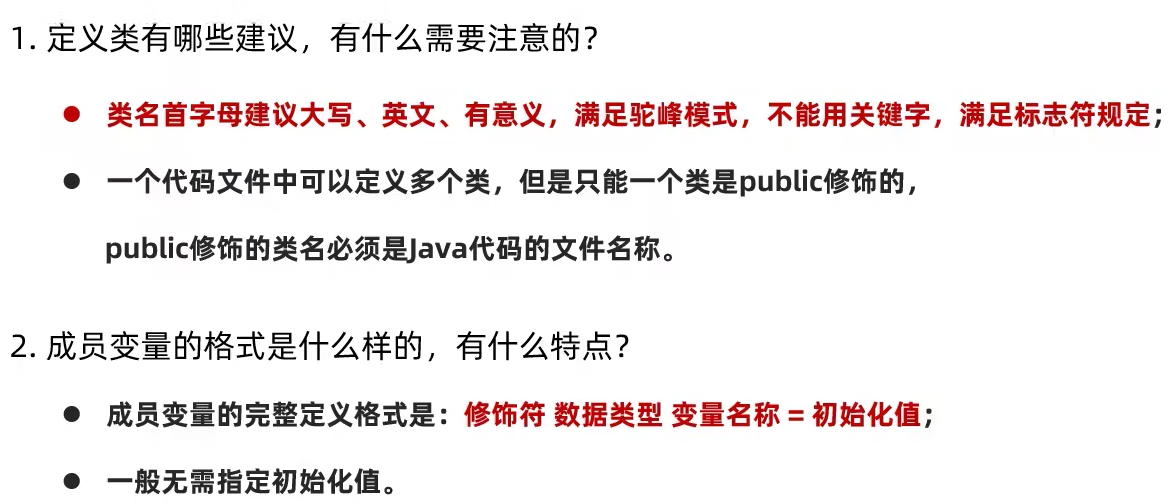 1. 定义类有哪些建议，有什么需要注意的？
● 类名首字母建议大写、英文、有意义，满足驼峰模式，不能用关键字，满足标志符规定；
● 一个代码文件中可以定义多个类，但是只能一个类是public修饰的，
public修饰的类名必须是Java代码的文件名称。
2. 成员变量的格式是什么样的，有什么特点？
● 成员变量的完整定义格式是：修饰符 数据类型 变量名称 = 初始化值；
● 一般无需指定初始化值。